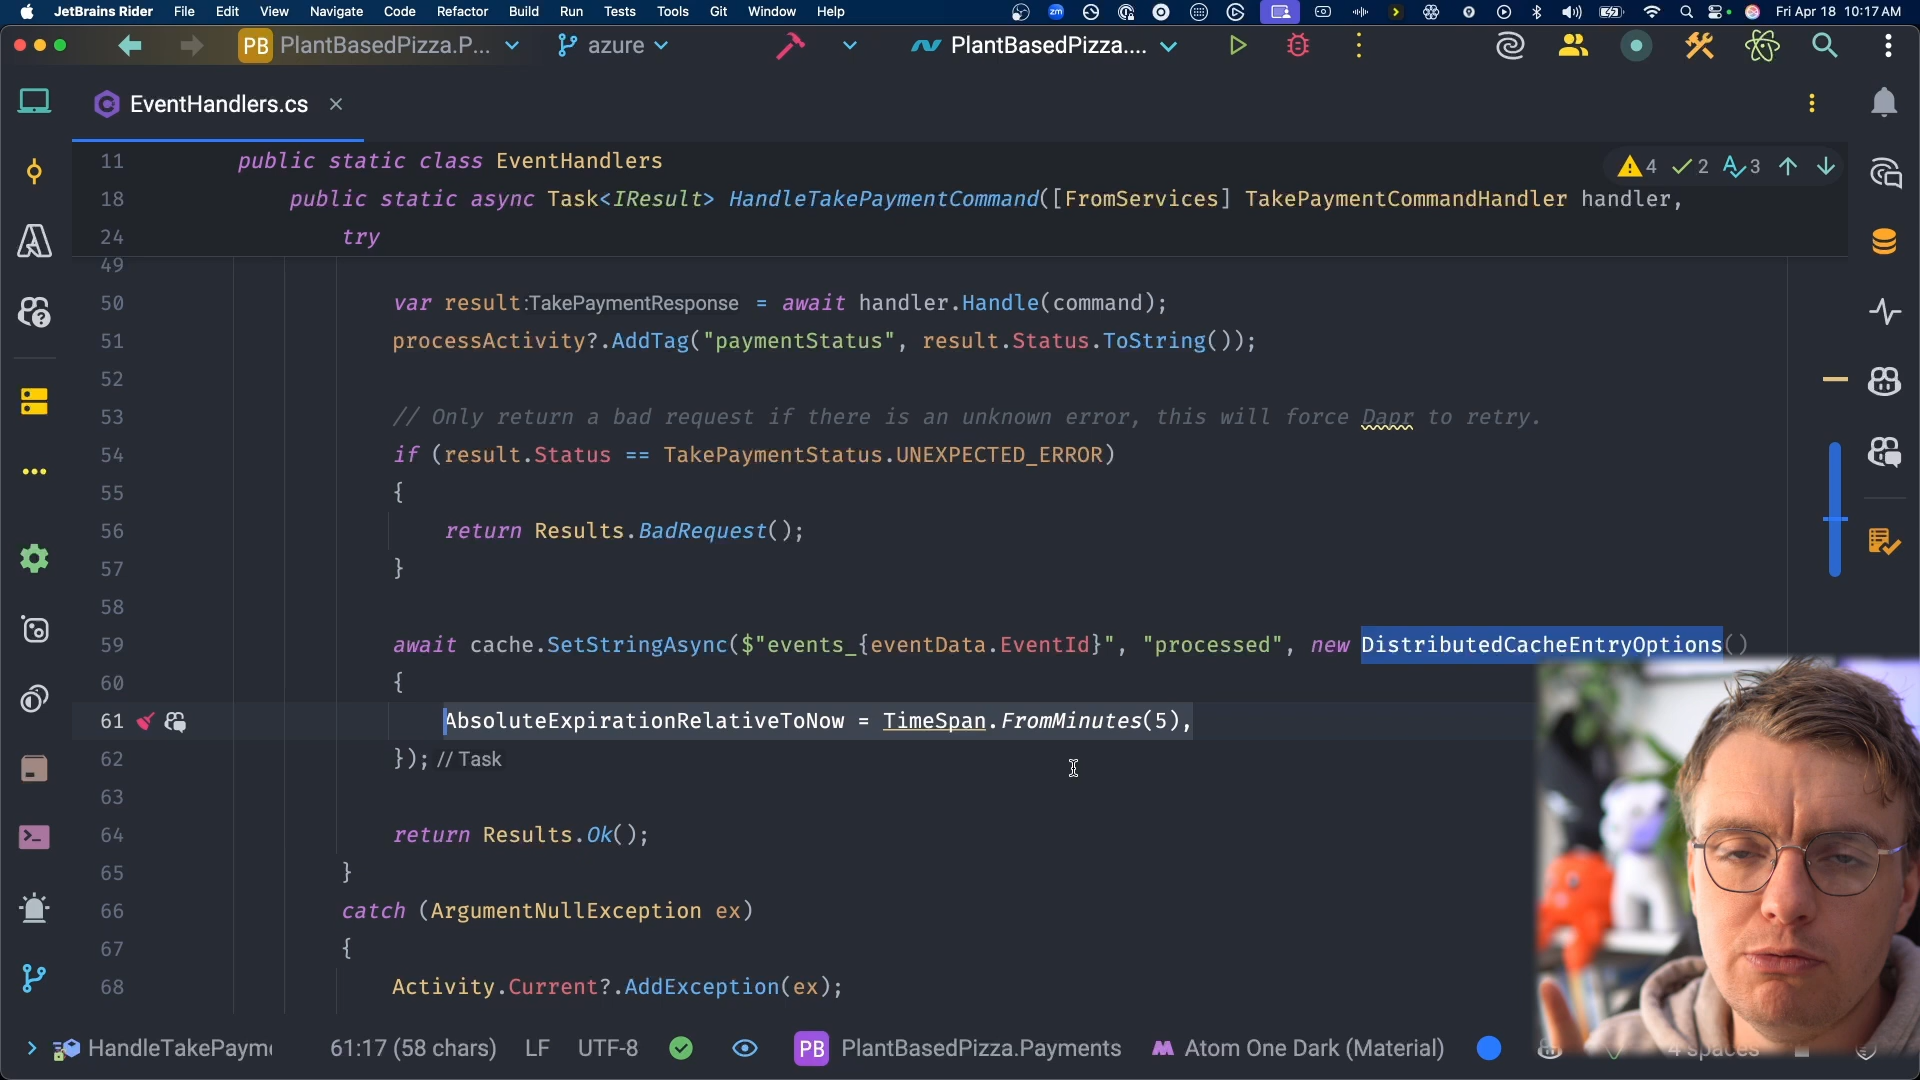 JetBrains Rider File Edit View Navigate Code Refactor Build Run Tests Tools Git Window Help Fri Apr 18 10:17 AM
PB PlantBasedPizza.P... azure PlantBasedPizza....
EventHandlers.cs
11 public static class EventHandlers
4 2 3
18 public static async Task<IResult> HandleTakePaymentCommand([FromServices] TakePaymentCommandHandler handler,
24 try
49
50 var result:TakePaymentResponse = await handler.Handle(command);
51 processActivity?.AddTag("paymentStatus", result.Status.ToString());
52
53 // Only return a bad request if there is an unknown error, this will force Dapr to retry.
54 if (result.Status == TakePaymentStatus.UNEXPECTED_ERROR)
55 {
56 return Results.BadRequest();
57 }
58
59 await cache.SetStringAsync($"events_{eventData.EventId}", "processed", new DistributedCacheEntryOptions()
60 {
61 AbsoluteExpirationRelativeToNow = TimeSpan.FromMinutes(5),
62 }); // Task
63
64 return Results.Ok();
65 }
66 catch (ArgumentNullException ex)
67 {
68 Activity.Current?.AddException(ex);
HandleTakePayme 61:17 (58 chars) LF UTF-8 PB PlantBasedPizza.Payments Atom One Dark (Material) 4 spaces